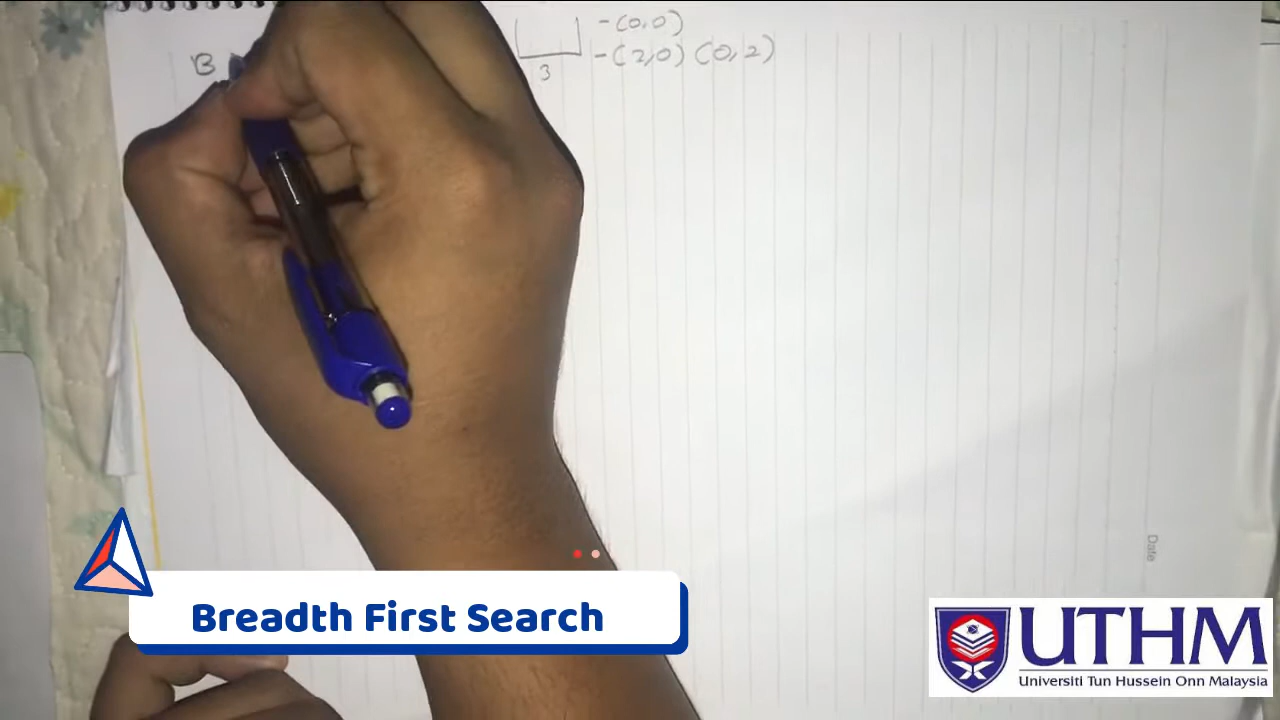 -(0,0)
B
-(2,0) (0,2)
3
Date
Breadth First Search
UTHM
Universiti Tun Hussein Onn Malaysia